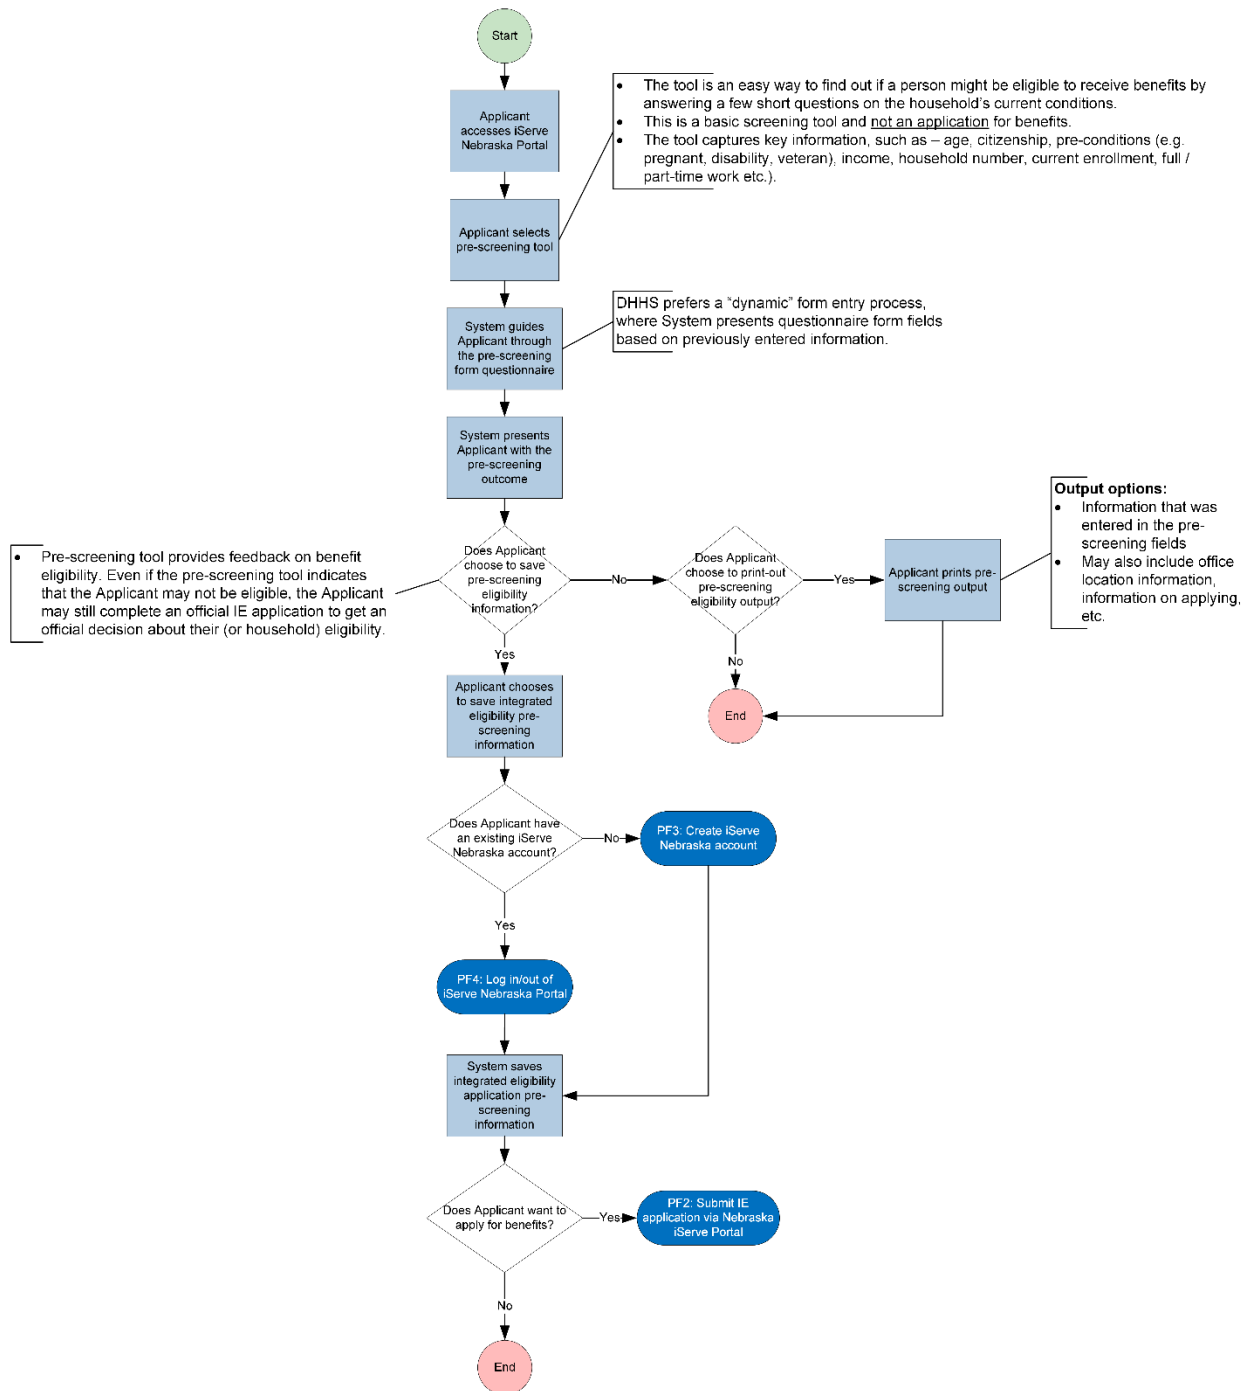 Start
Applicant
accesses iServe
Nebraska Portal
• The tool is an easy way to find out if a person might be eligible to receive benefits by
answering a few short questions on the household's current conditions.
• This is a basic screening tool and not an application for benefits.
• The tool captures key information, such as – age, citizenship, pre-conditions (e.g.
pregnant, disability, veteran), income, household number, current enrollment, full /
part-time work etc.).
Applicant selects
pre-screening tool
System guides
Applicant through
the pre-screening
form questionnaire
DHHS prefers a “dynamic” form entry process,
where System presents questionnaire form fields
based on previously entered information.
System presents
Applicant with the
pre-screening
outcome
• Pre-screening tool provides feedback on benefit
eligibility. Even if the pre-screening tool indicates
that the Applicant may not be eligible, the Applicant
may still complete an official IE application to get an
official decision about their (or household) eligibility.
Does Applicant
choose to save
pre-screening
eligibility
information?
No
Does Applicant
choose to print-out
pre-screening
eligibility output?
Yes
Applicant prints pre-
screening output
Output options:
• Information that was
entered in the pre-
screening fields
• May also include office
location information,
information on applying,
etc.
Yes
No
End
Applicant chooses
to save integrated
eligibility pre-
screening
information
Does Applicant have
an existing iServe
Nebraska account?
No
PF3: Create iServe
Nebraska account
Yes
PF4: Log in/out of
iServe Nebraska Portal
System saves
integrated eligibility
application pre-
screening
information
Does Applicant want to
apply for benefits?
Yes
PF2: Submit IE
application via Nebraska
iServe Portal
No
End